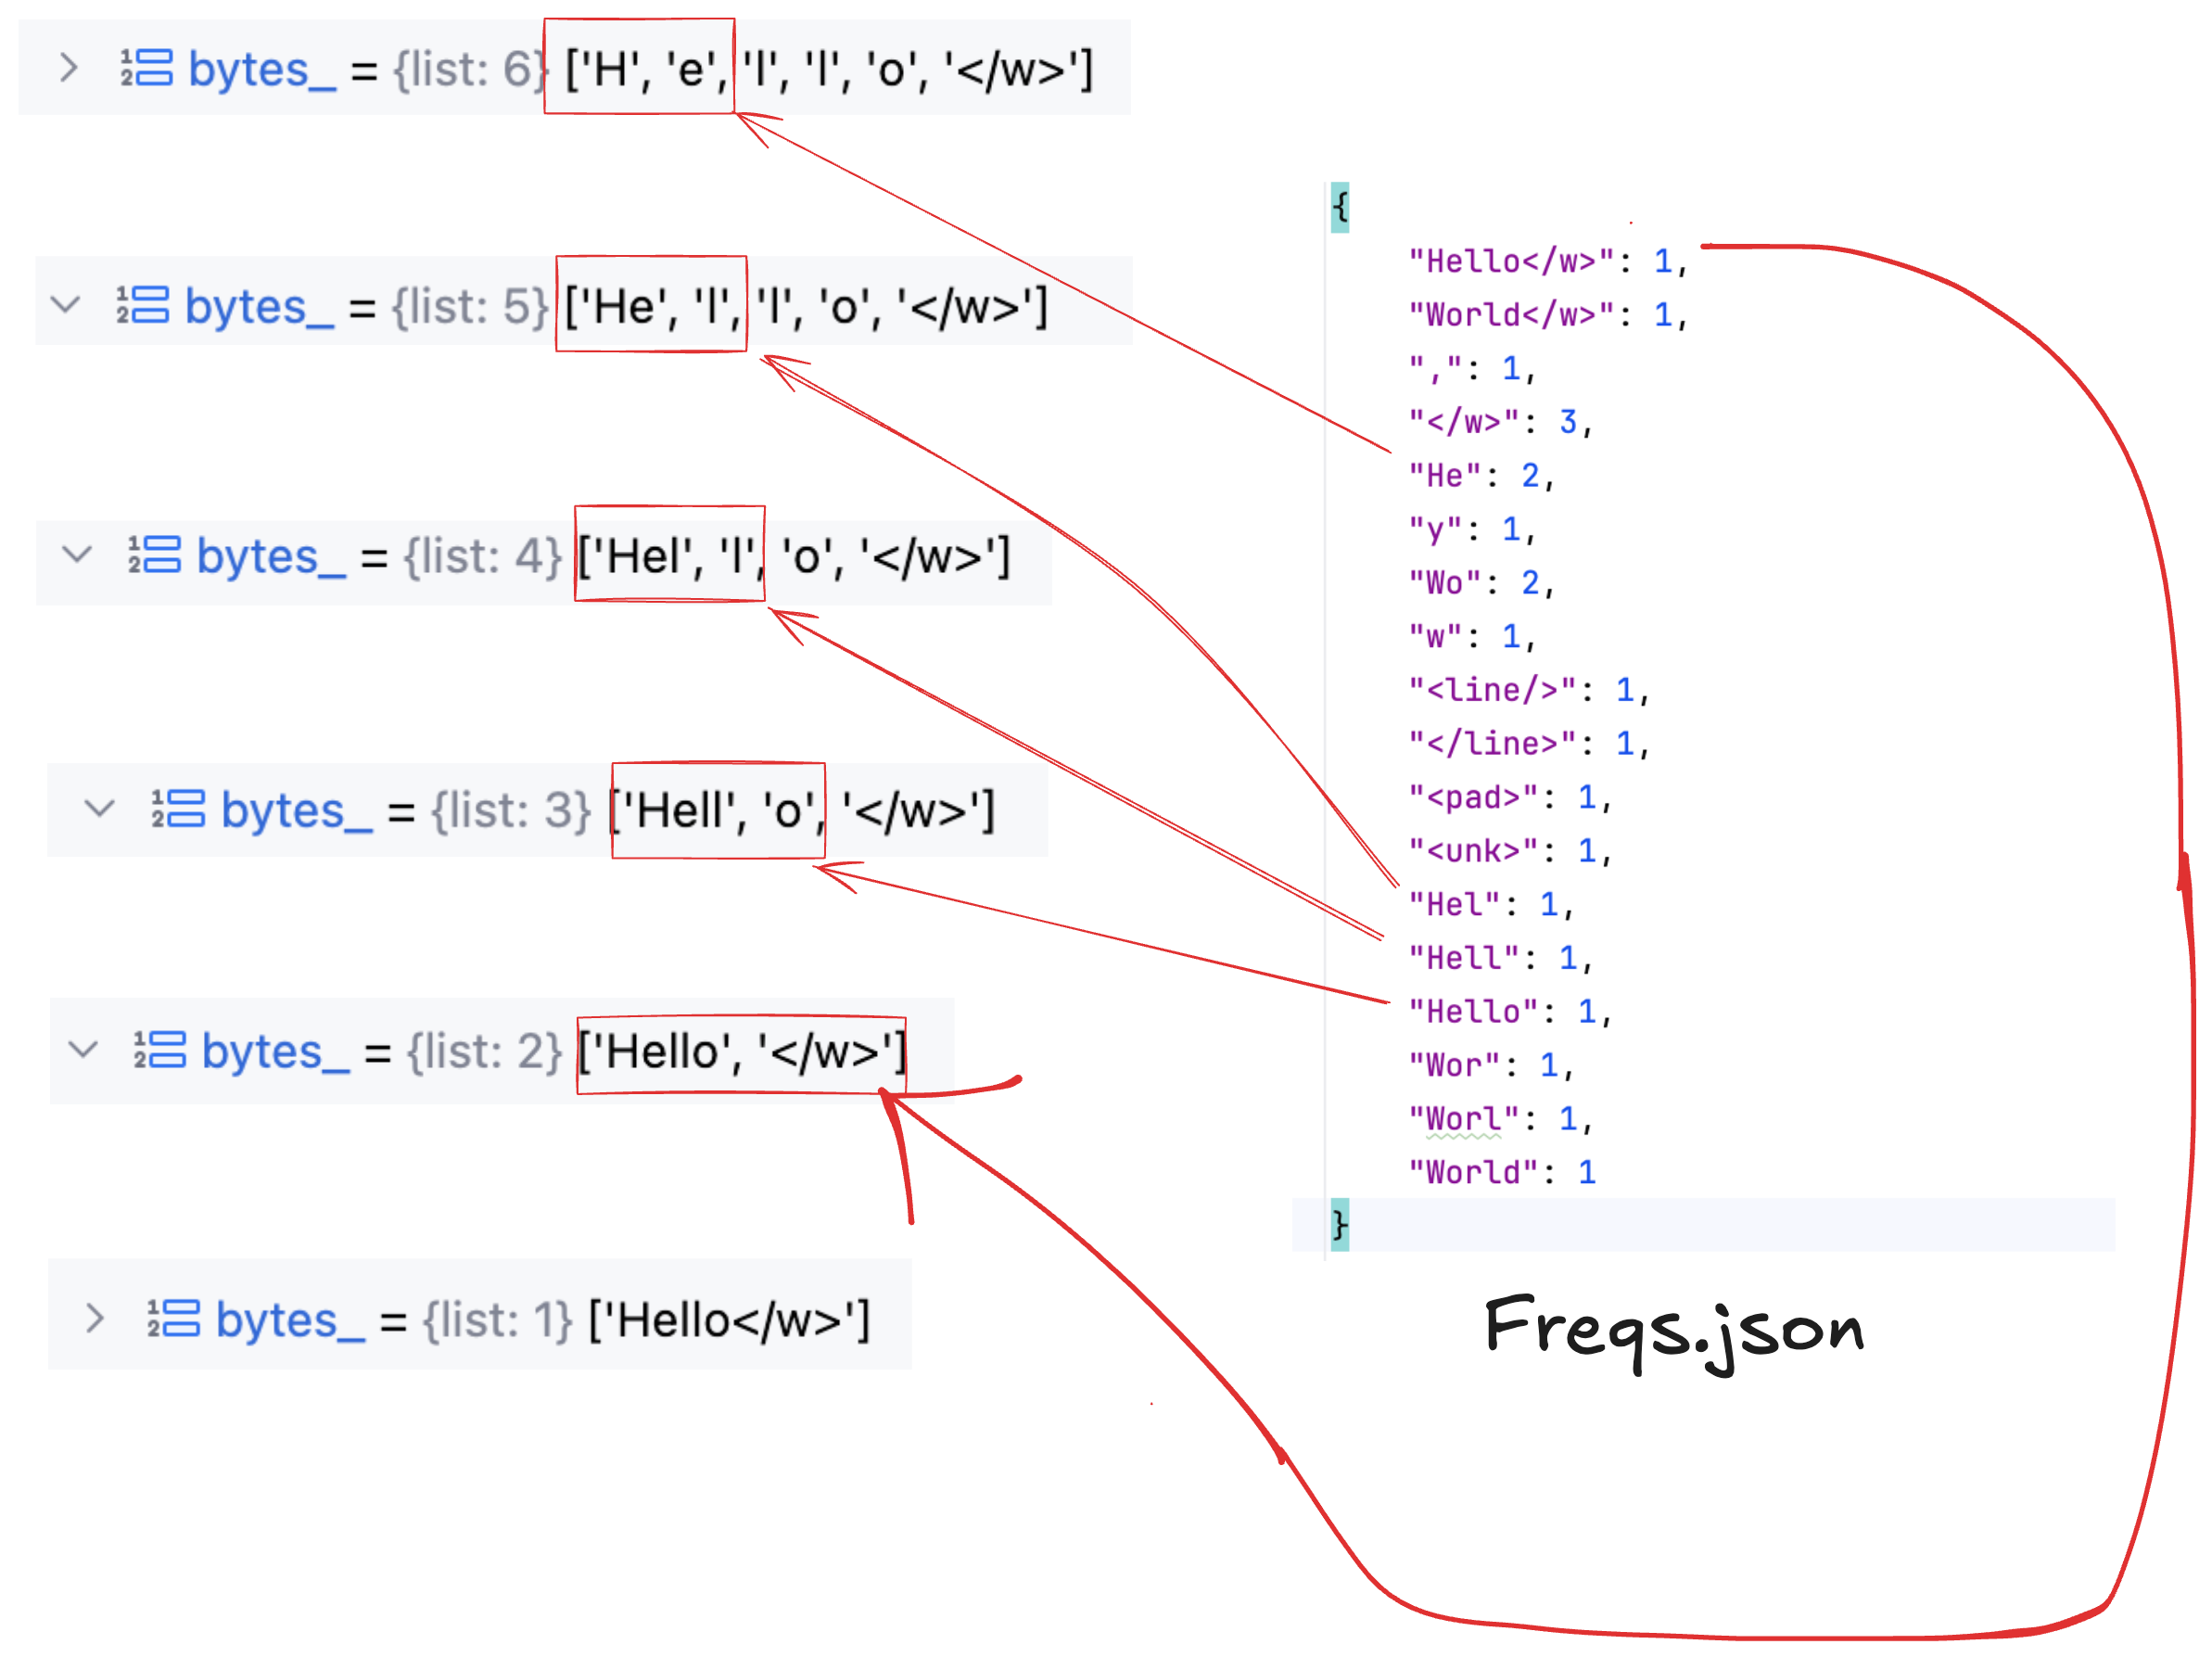 bytes_ = {list: 6} ['H', 'e', 'l', 'l', 'o', '</w>']
bytes_ = {list: 5} ['He', 'l', 'l', 'o', '</w>']
bytes_ = {list: 4} ['Hel', 'l', 'o', '</w>']
bytes_ = {list: 3} ['Hell', 'o', '</w>']
bytes_ = {list: 2} ['Hello', '</w>']
bytes_ = {list: 1} ['Hello</w>']
{
"Hello</w>": 1,
"World</w>": 1,
",": 1,
"</w>": 3,
"He": 2,
"y": 1,
"Wo": 2,
"w": 1,
"<line/>": 1,
"</line>": 1,
"<pad>": 1,
"<unk>": 1,
"Hel": 1,
"Hell": 1,
"Hello": 1,
"Wor": 1,
"Worl": 1,
"World": 1
}
Freqs.json